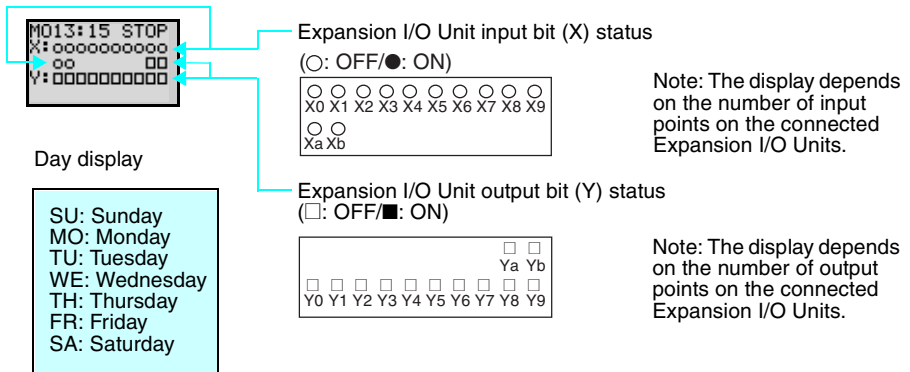 MO13:15 STOP
X:○○○○○○○○○○
○○ □□
Y:□□□□□□□□□□
Expansion I/O Unit input bit (X) status
(○: OFF/●: ON)
X0 X1 X2 X3 X4 X5 X6 X7 X8 X9
Xa Xb
Note: The display depends
on the number of input
points on the connected
Expansion I/O Units.
Day display
SU: Sunday
MO: Monday
TU: Tuesday
WE: Wednesday
TH: Thursday
FR: Friday
SA: Saturday
Expansion I/O Unit output bit (Y) status
(□: OFF/■: ON)
Ya Yb
Y0 Y1 Y2 Y3 Y4 Y5 Y6 Y7 Y8 Y9
Note: The display depends
on the number of output
points on the connected
Expansion I/O Units.